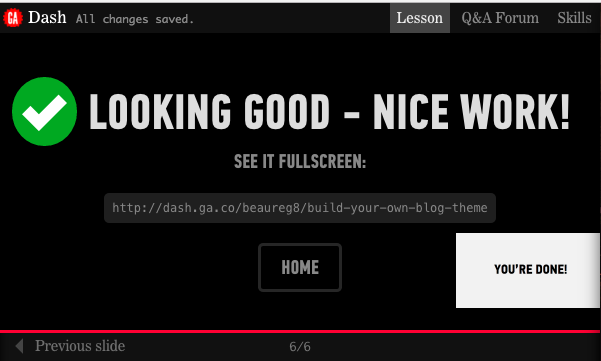 GA Dash All changes saved. Lesson Q&A Forum Skills
LOOKING GOOD - NICE WORK!
SEE IT FULLSCREEN:
http://dash.ga.co/beaureg8/build-your-own-blog-theme
HOME
YOU'RE DONE!
Previous slide 6/6